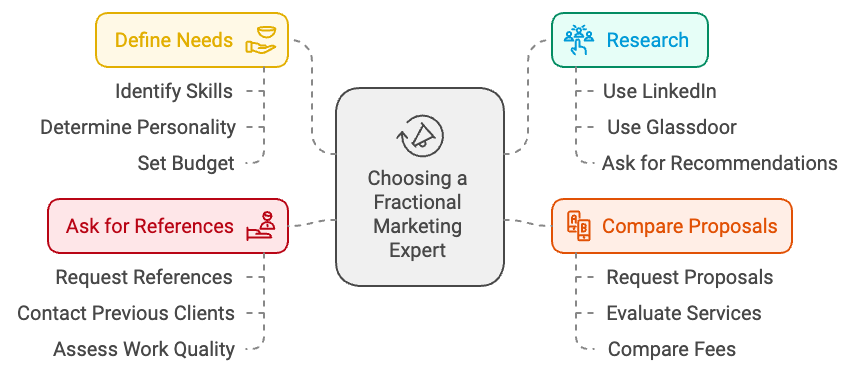 Define Needs
Identify Skills
Determine Personality
Set Budget
Research
Use LinkedIn
Use Glassdoor
Ask for Recommendations
Choosing a
Fractional
Marketing
Expert
Ask for References
Request References
Contact Previous Clients
Assess Work Quality
A
B
Compare Proposals
Request Proposals
Evaluate Services
Compare Fees